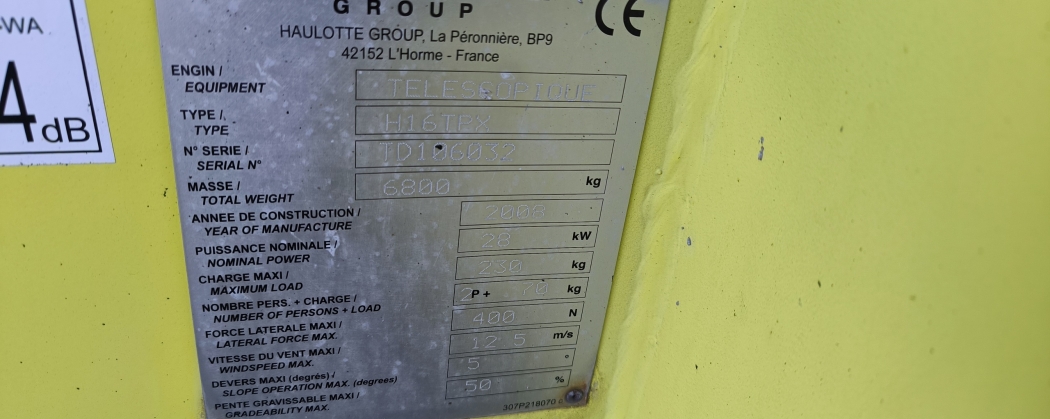 WA
4dB
GROUP
CE
HAULOTTE GROUP, La Péronnière, BP9
42152 L'Horme - France
ENGIN /
EQUIPMENT
TELESCOPIQUE
TYPE /
TYPE
H16TPX
N° SERIE /
SERIAL N°
TD106032
MASSE /
TOTAL WEIGHT
6800 kg
ANNEE DE CONSTRUCTION /
YEAR OF MANUFACTURE
2008
PUISSANCE NOMINALE /
NOMINAL POWER
28 kW
CHARGE MAXI /
MAXIMUM LOAD
230 kg
NOMBRE PERS. + CHARGE /
NUMBER OF PERSONS + LOAD
2P + 70 kg
FORCE LATERALE MAXI /
LATERAL FORCE MAX.
400 N
VITESSE DU VENT MAXI /
WINDSPEED MAX.
12 5 m/s
DEVERS MAXI (degrés) /
SLOPE OPERATION MAX. (degrees)
5 °
PENTE GRAVISSABLE MAXI /
GRADEABILITY MAX.
50 %
307P218070